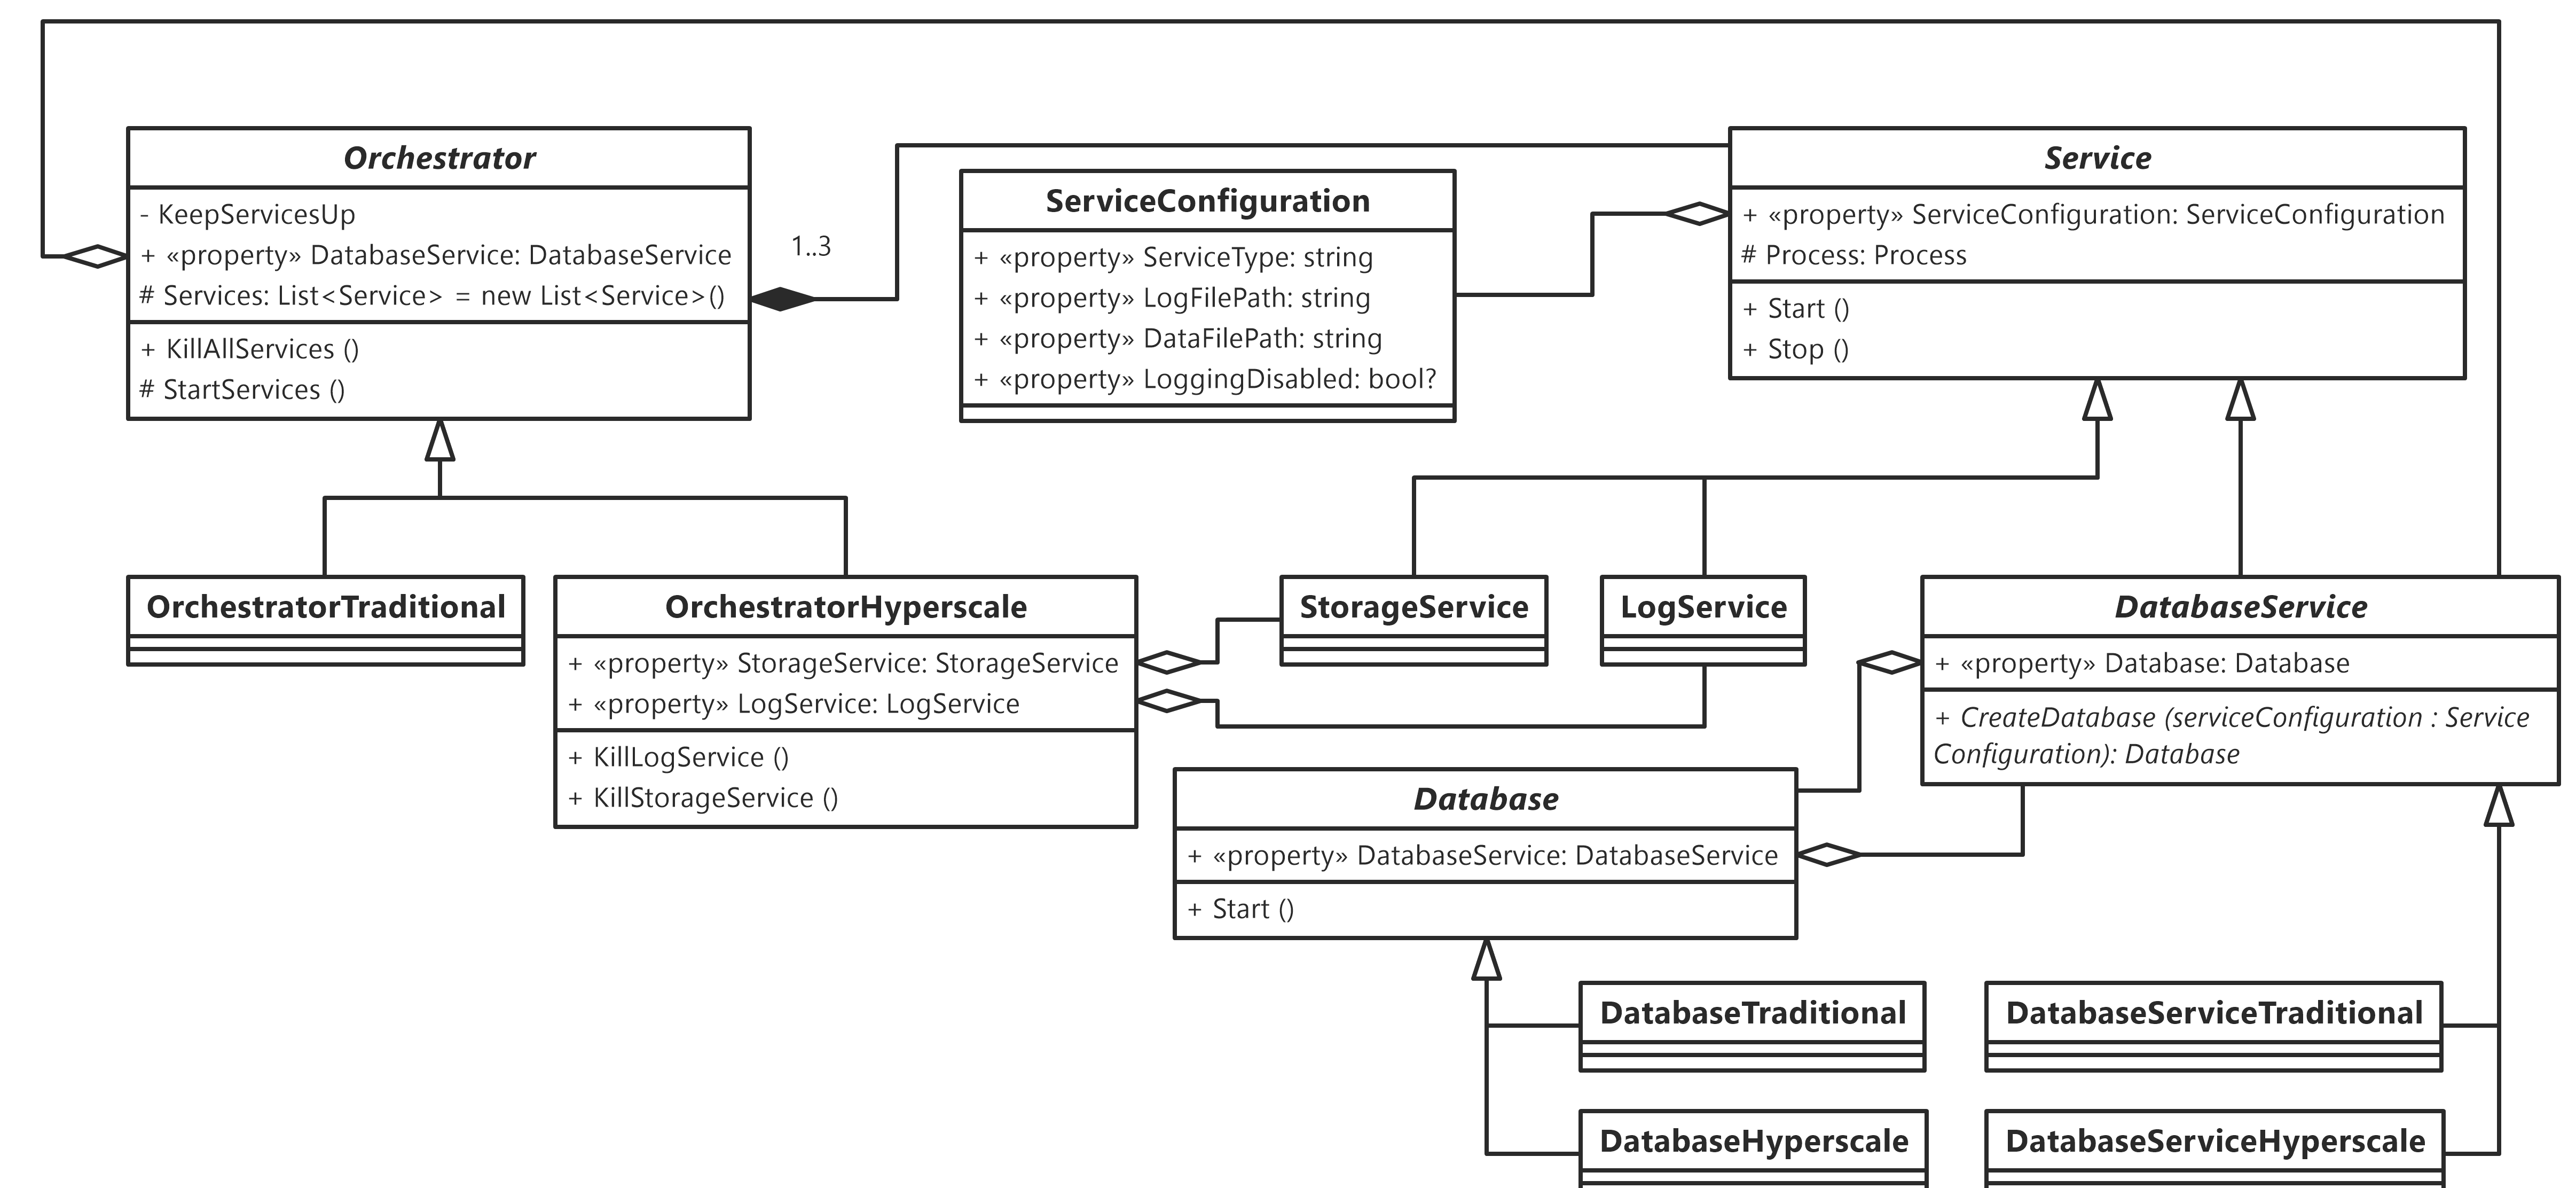 Orchestrator
- KeepServicesUp
+ «property» DatabaseService: DatabaseService
# Services: List<Service> = new List<Service>()
+ KillAllServices ()
# StartServices ()
1..3
ServiceConfiguration
+ «property» ServiceType: string
+ «property» LogFilePath: string
+ «property» DataFilePath: string
+ «property» LoggingDisabled: bool?
Service
+ «property» ServiceConfiguration: ServiceConfiguration
# Process: Process
+ Start ()
+ Stop ()
OrchestratorTraditional
OrchestratorHyperscale
+ «property» StorageService: StorageService
+ «property» LogService: LogService
+ KillLogService ()
+ KillStorageService ()
StorageService
LogService
DatabaseService
+ «property» Database: Database
+ CreateDatabase (serviceConfiguration : Service
Configuration): Database
Database
+ «property» DatabaseService: DatabaseService
+ Start ()
DatabaseTraditional
DatabaseServiceTraditional
DatabaseHyperscale
DatabaseServiceHyperscale